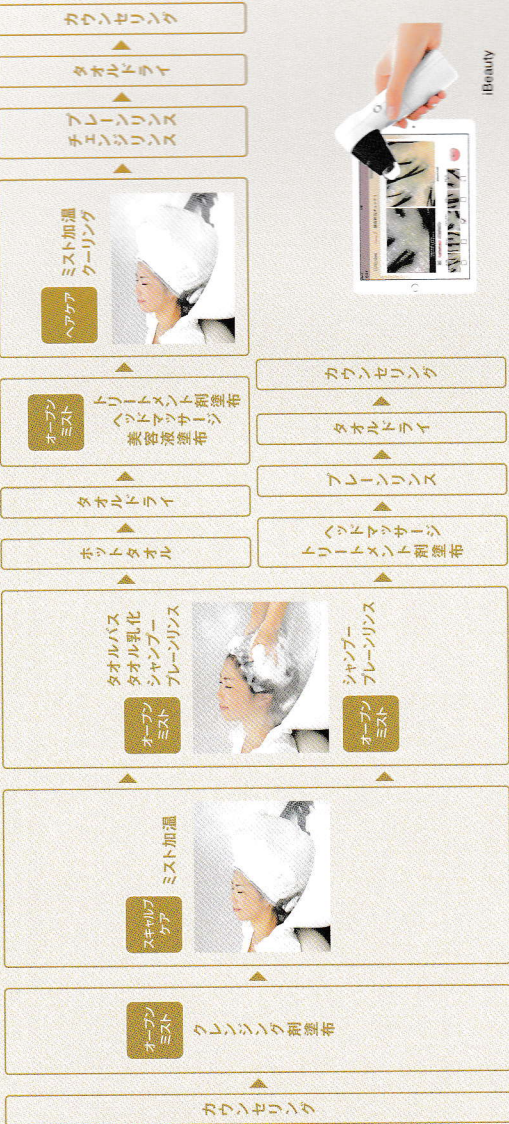 カウンセリング
オープン
ミスト
クレンジング剤塗布
スキャルプ
ケア
ミスト加温
オープン
ミスト
タオルバス
タオル乳化
シャンプー
プレーンリンス
ホットタオル
タオルドライ
オープン
ミスト
トリートメント剤塗布
ヘッドマッサージ
美容液塗布
ヘアケア
ミスト加温
クーリング
プレーンリンス
チェンジリンス
タオルドライ
カウンセリング
オープン
ミスト
シャンプー
プレーンリンス
ヘッドマッサージ
トリートメント剤塗布
プレーンリンス
タオルドライ
カウンセリング
iBeauty